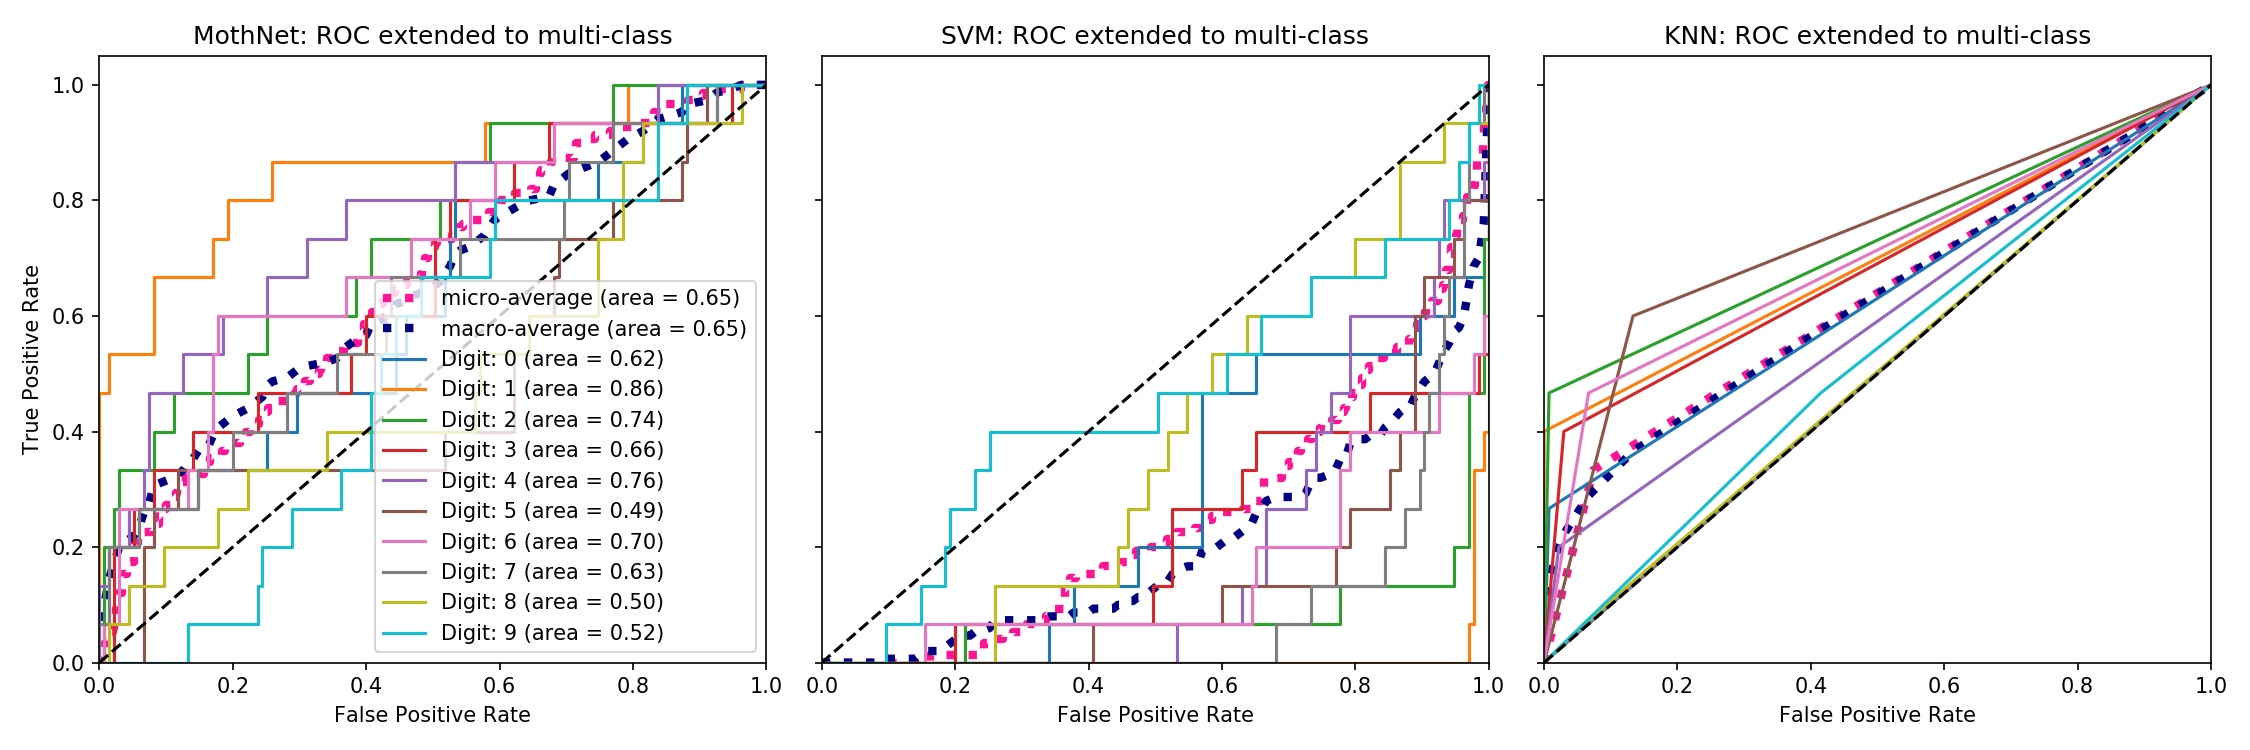 MothNet: ROC extended to multi-class
SVM: ROC extended to multi-class
KNN: ROC extended to multi-class
True Positive Rate
1.0
0.8
0.6
0.4
0.2
0.0
micro-average (area = 0.65)
macro-average (area = 0.65)
Digit: 0 (area = 0.62)
Digit: 1 (area = 0.86)
Digit: 2 (area = 0.74)
Digit: 3 (area = 0.66)
Digit: 4 (area = 0.76)
Digit: 5 (area = 0.49)
Digit: 6 (area = 0.70)
Digit: 7 (area = 0.63)
Digit: 8 (area = 0.50)
Digit: 9 (area = 0.52)
0.0 0.2 0.4 0.6 0.8 1.0
False Positive Rate
0.0 0.2 0.4 0.6 0.8 1.0
False Positive Rate
0.0 0.2 0.4 0.6 0.8 1.0
False Positive Rate